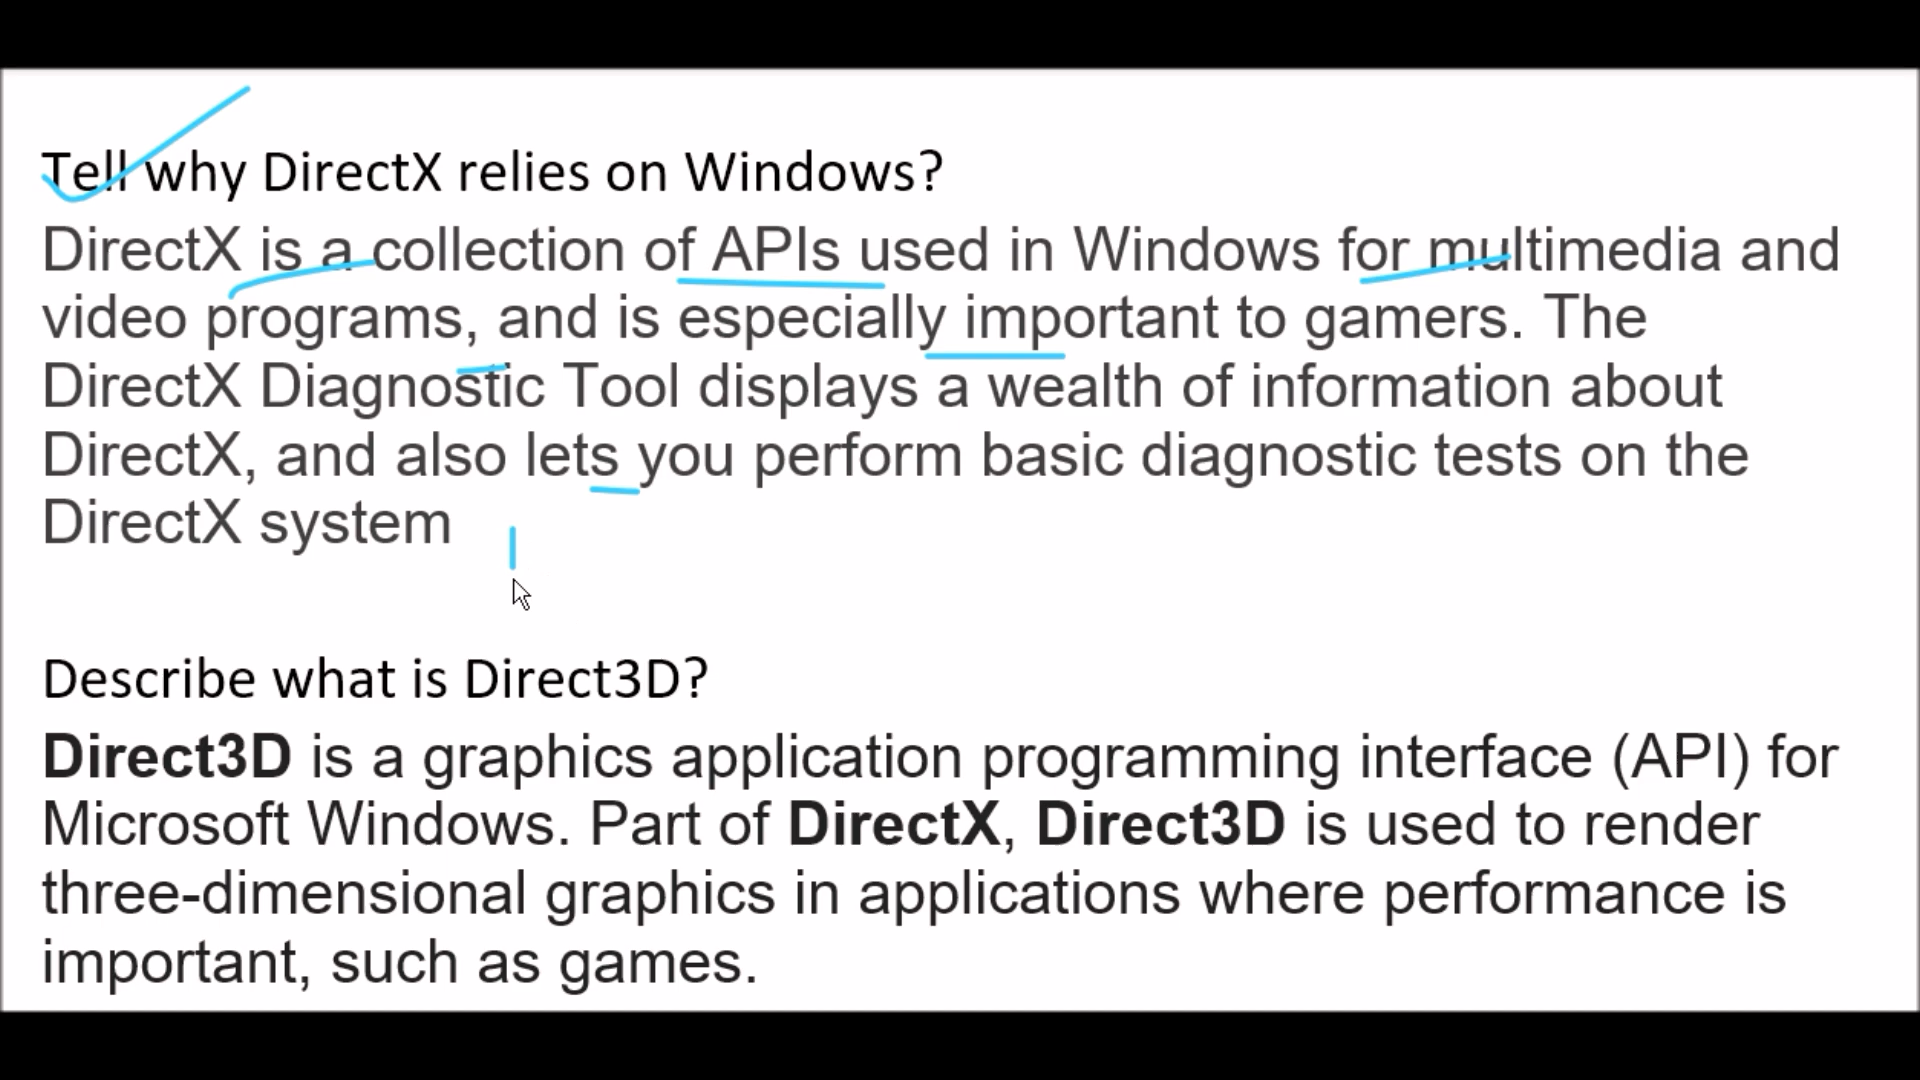 Tell why DirectX relies on Windows?
DirectX is a collection of APIs used in Windows for multimedia and
video programs, and is especially important to gamers. The
DirectX Diagnostic Tool displays a wealth of information about
DirectX, and also lets you perform basic diagnostic tests on the
DirectX system
Describe what is Direct3D?
Direct3D is a graphics application programming interface (API) for
Microsoft Windows. Part of DirectX, Direct3D is used to render
three-dimensional graphics in applications where performance is
important, such as games.